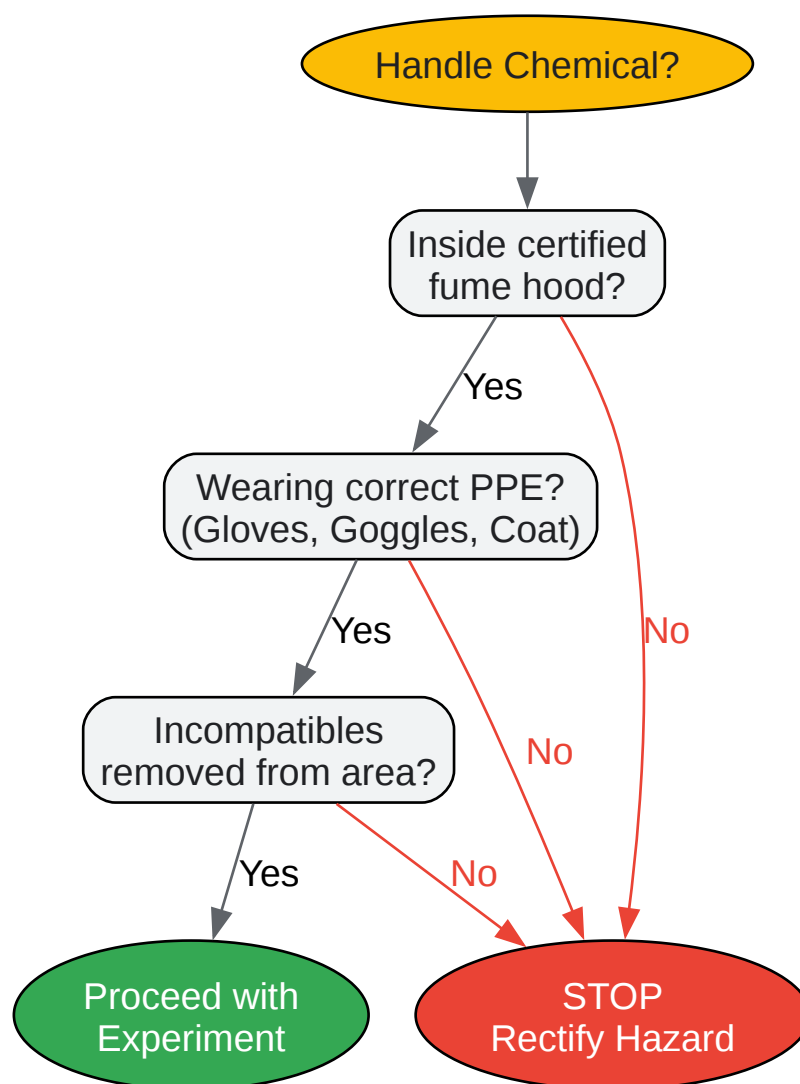 Handle Chemical?
Inside certified
fume hood?
Yes
Wearing correct PPE?
(Gloves, Goggles, Coat)
Yes
No
Incompatibles
removed from area?
No
Yes
No
Proceed with
Experiment
STOP
Rectify Hazard